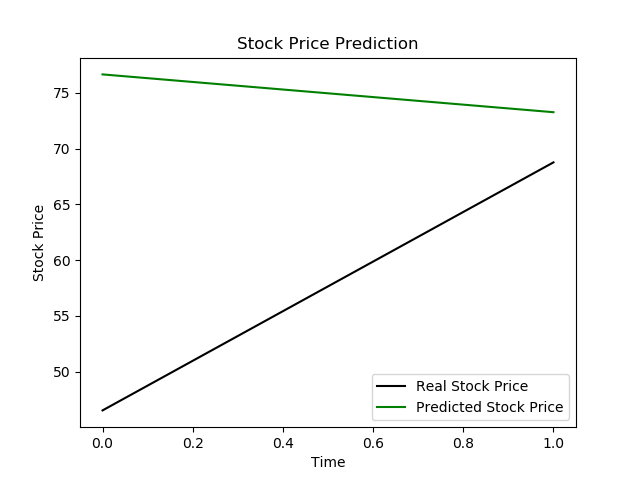 Stock Price Prediction
75
70
65
60
55
50
Stock Price
Real Stock Price
Predicted Stock Price
0.0 0.2 0.4 0.6 0.8 1.0
Time